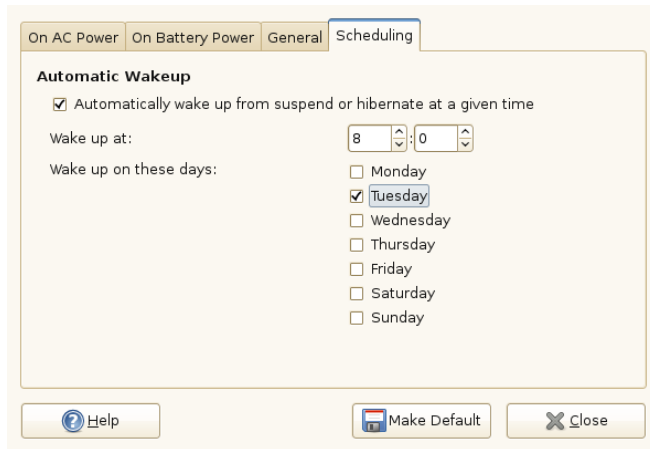 On AC Power On Battery Power General Scheduling
Automatic Wakeup
Automatically wake up from suspend or hibernate at a given time
Wake up at: 8 : 0
Wake up on these days: Monday
Tuesday
Wednesday
Thursday
Friday
Saturday
Sunday
Help Make Default Close